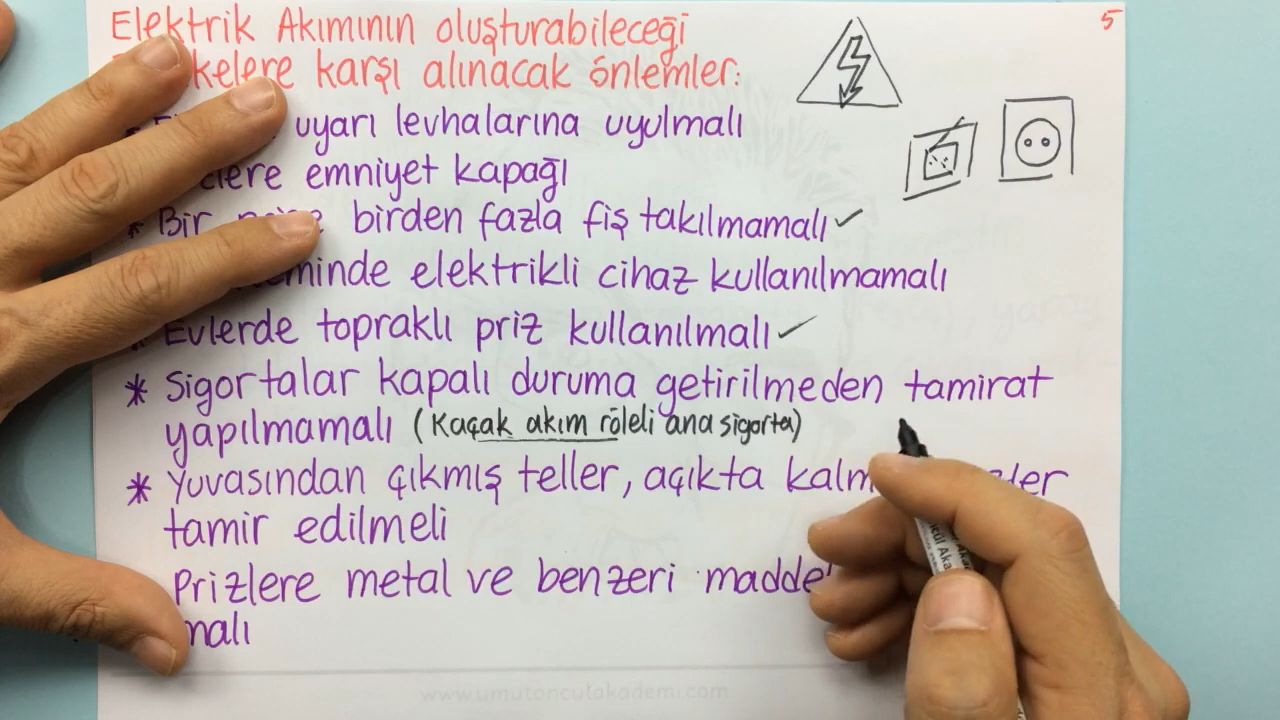 Elektrik Akımının oluşturabileceği
karşı alınacak önlemler:
5
uyarı levhalarına uyulmalı
emniyet kapağı
* Bir birden fazla fiş takılmamalı ✓
elektrikli cihaz kullanılmamalı
Evlerde topraklı priz kullanılmalı ✓
* Sigortalar kapalı duruma getirilmeden tamirat
yapılmamalı (Kaçak akım röleli ana sigorta)
* Yuvasından çıkmış teller, açıkta
tamir edilmeli
Prizlere metal ve benzeri
www.umutonculakademi.com